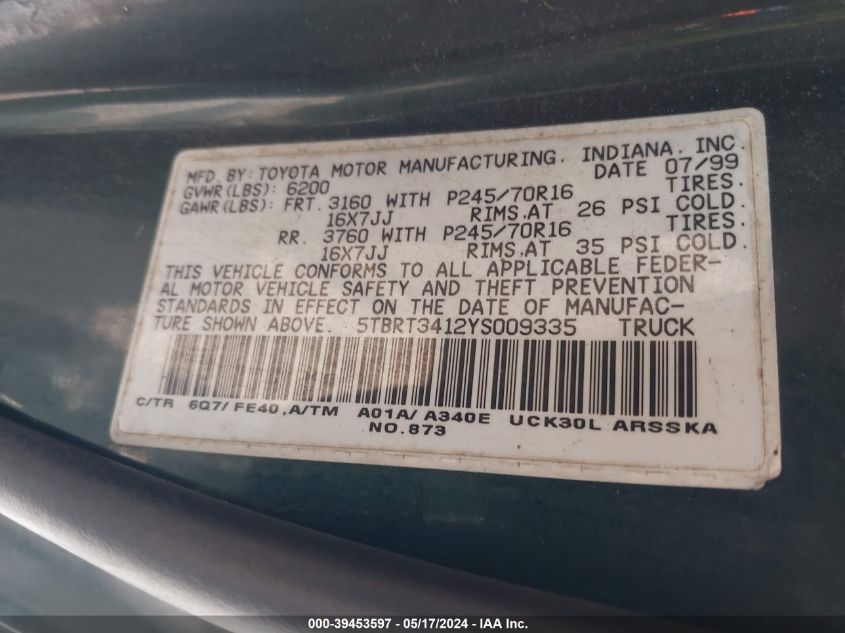 MFD. BY: TOYOTA MOTOR MANUFACTURING. INDIANA. INC.
GVWR(LBS): 6200 DATE 07/99
GAWR(LBS): FRT. 3160 WITH P245/70R16 TIRES.
16X7JJ RIMS.AT 26 PSI COLD.
RR. 3760 WITH P245/70R16 TIRES.
16X7JJ RIMS.AT 35 PSI COLD.
THIS VEHICLE CONFORMS TO ALL APPLICABLE FEDER-
AL MOTOR VEHICLE SAFETY AND THEFT PREVENTION
STANDARDS IN EFFECT ON THE DATE OF MANUFAC-
TURE SHOWN ABOVE. 5TBRT3412YS009335 TRUCK
C/TR 6Q7/ FE40 ,A/TM A01A/ A340E UCK30L ARSSKA
NO.873
000-39453597 - 05/17/2024 - IAA Inc.